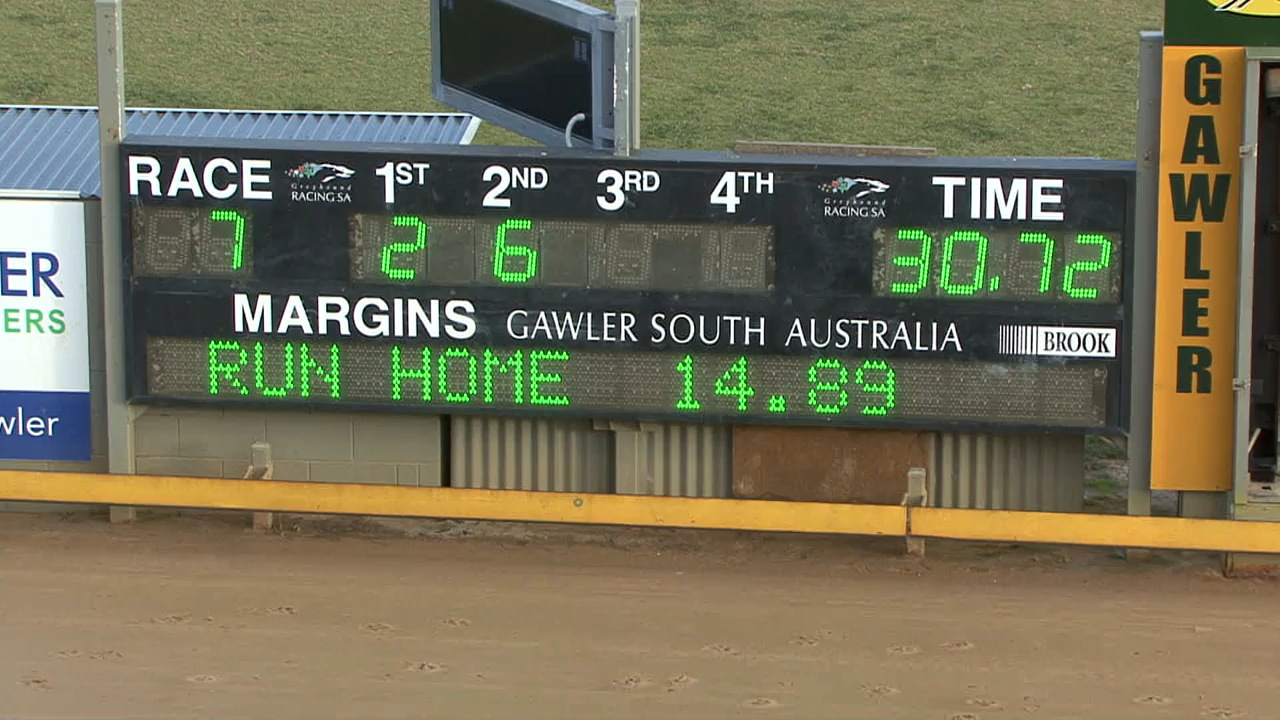 RACE 1ST 2ND 3RD 4TH TIME
Greyhound RACING SA
Greyhound RACING SA
7 2 6 30.72
MARGINS GAWLER SOUTH AUSTRALIA BROOK
RUN HOME 14.89
GAWLER
ER
ERS
wler